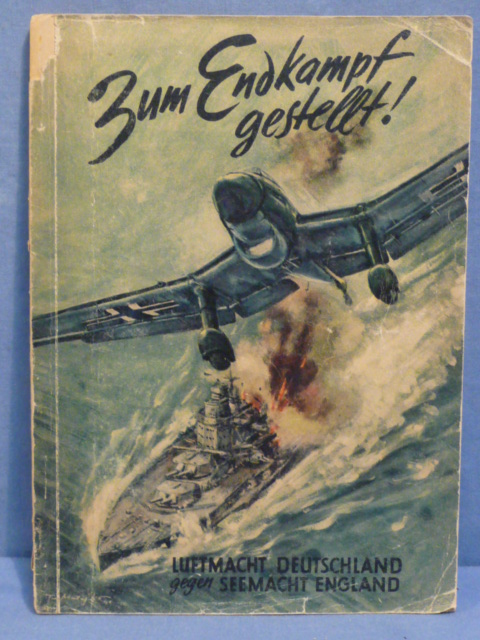 Zum Endkampf
gestellt!
LUFTMACHT DEUTSCHLAND
gegen SEEMACHT ENGLAND